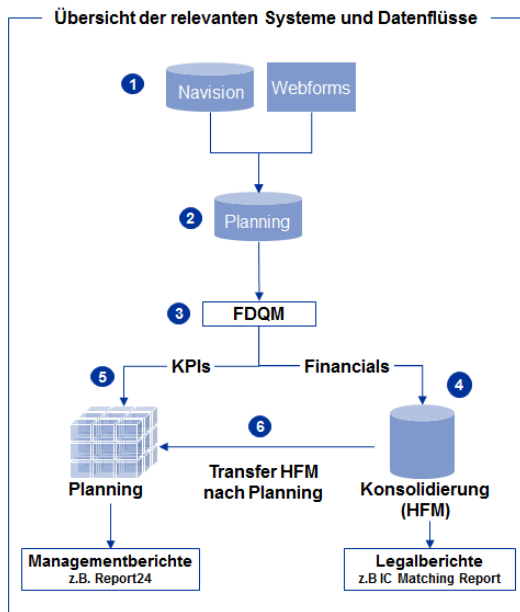 Übersicht der relevanten Systeme und Datenflüsse
1
Navision
Webforms
2
Planning
3
FDQM
KPIs
Financials
5
4
6
Transfer HFM
nach Planning
Planning
Konsolidierung
(HFM)
Managementberichte
z.B. Report24
Legalberichte
z.B IC Matching Report